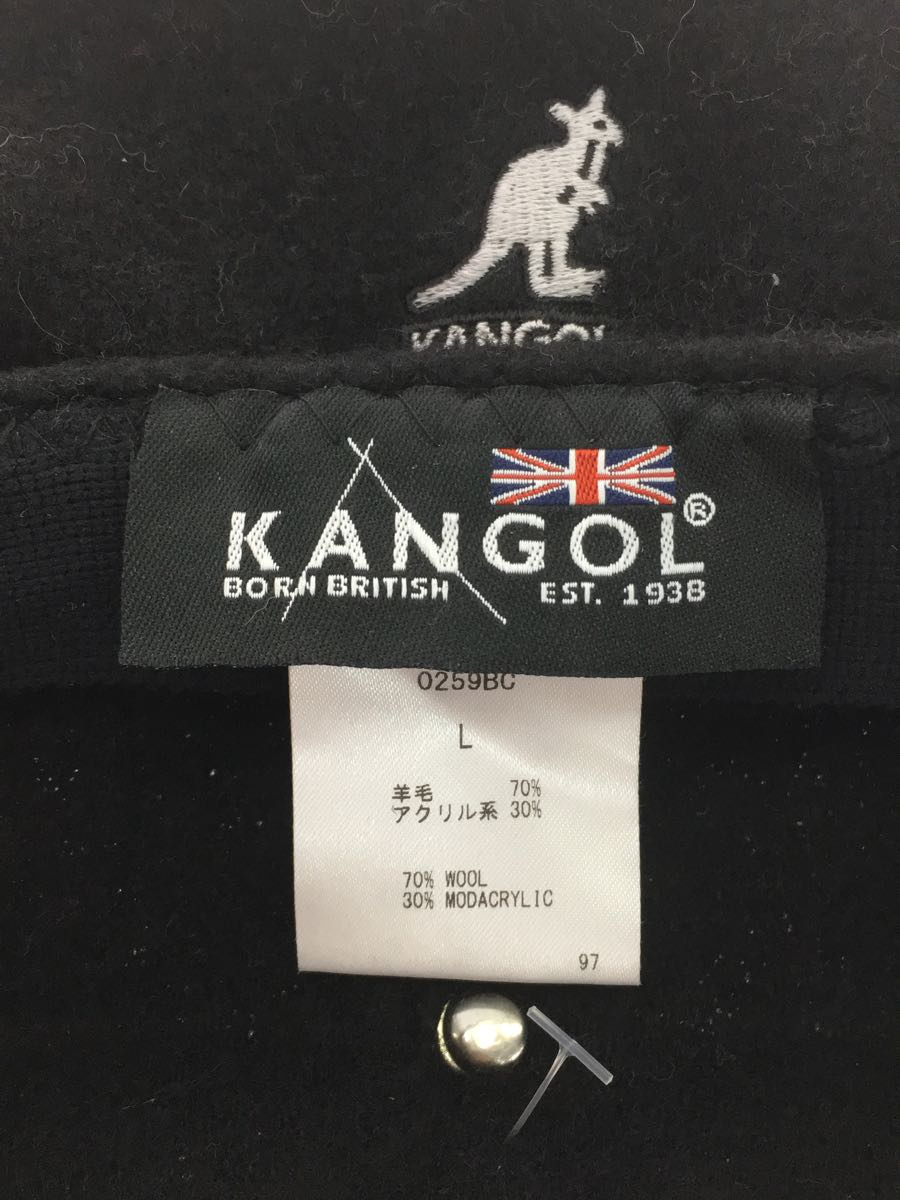 KANGOL
KANGOL®
BORN BRITISH EST. 1938
0259BC
L
羊毛 70%
アクリル系 30%
70% WOOL
30% MODACRYLIC
97